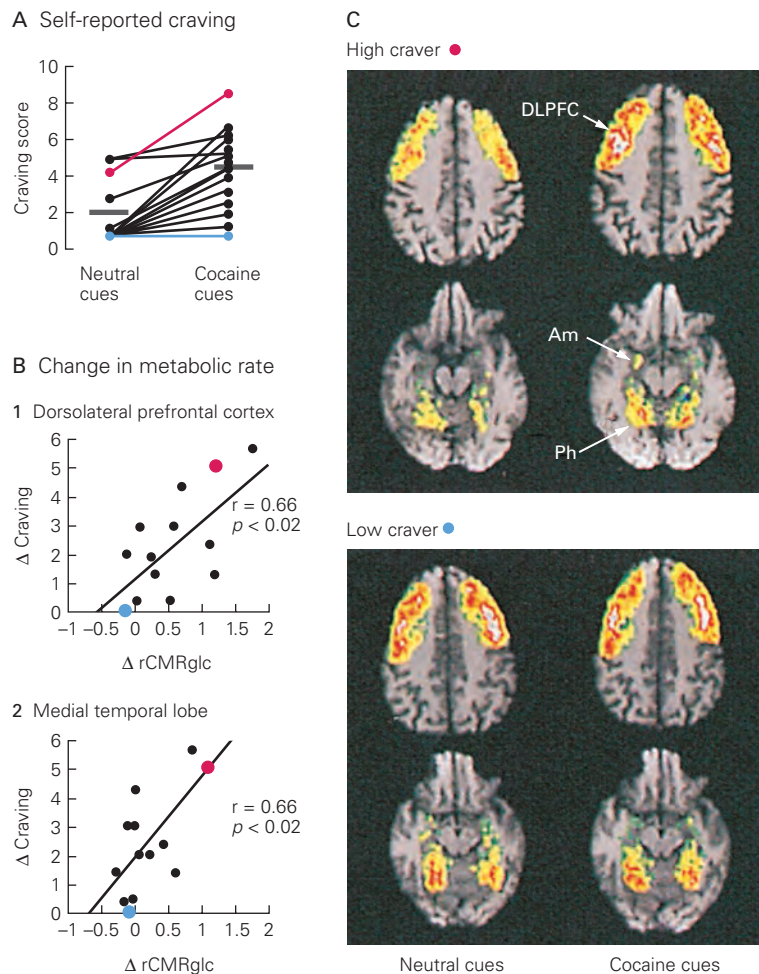 A Self-reported craving
10
8
6
4
2
0
Craving score
Neutral
cues
Cocaine
cues
B Change in metabolic rate
1 Dorsolateral prefrontal cortex
6
5
4
3
2
1
0
Δ Craving
r = 0.66
p < 0.02
–1 –0.5 0 0.5 1 1.5 2
Δ rCMRglc
2 Medial temporal lobe
6
5
4
3
2
1
0
Δ Craving
r = 0.66
p < 0.02
–1 –0.5 0 0.5 1 1.5 2
Δ rCMRglc
C
High craver
DLPFC
Am
Ph
Low craver
Neutral cues
Cocaine cues